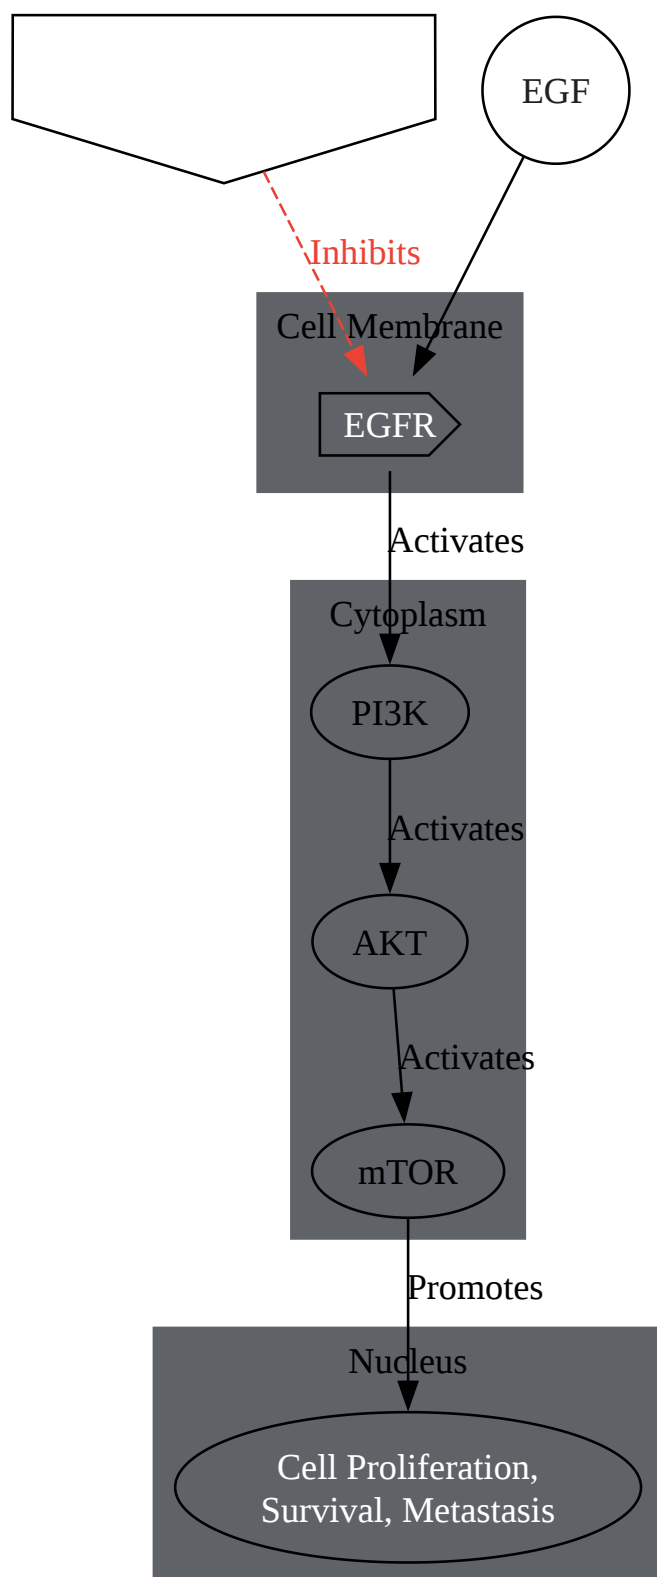 EGF
Inhibits
Cell Membrane
EGFR
Activates
Cytoplasm
PI3K
Activates
AKT
Activates
mTOR
Promotes
Nucleus
Cell Proliferation,
Survival, Metastasis